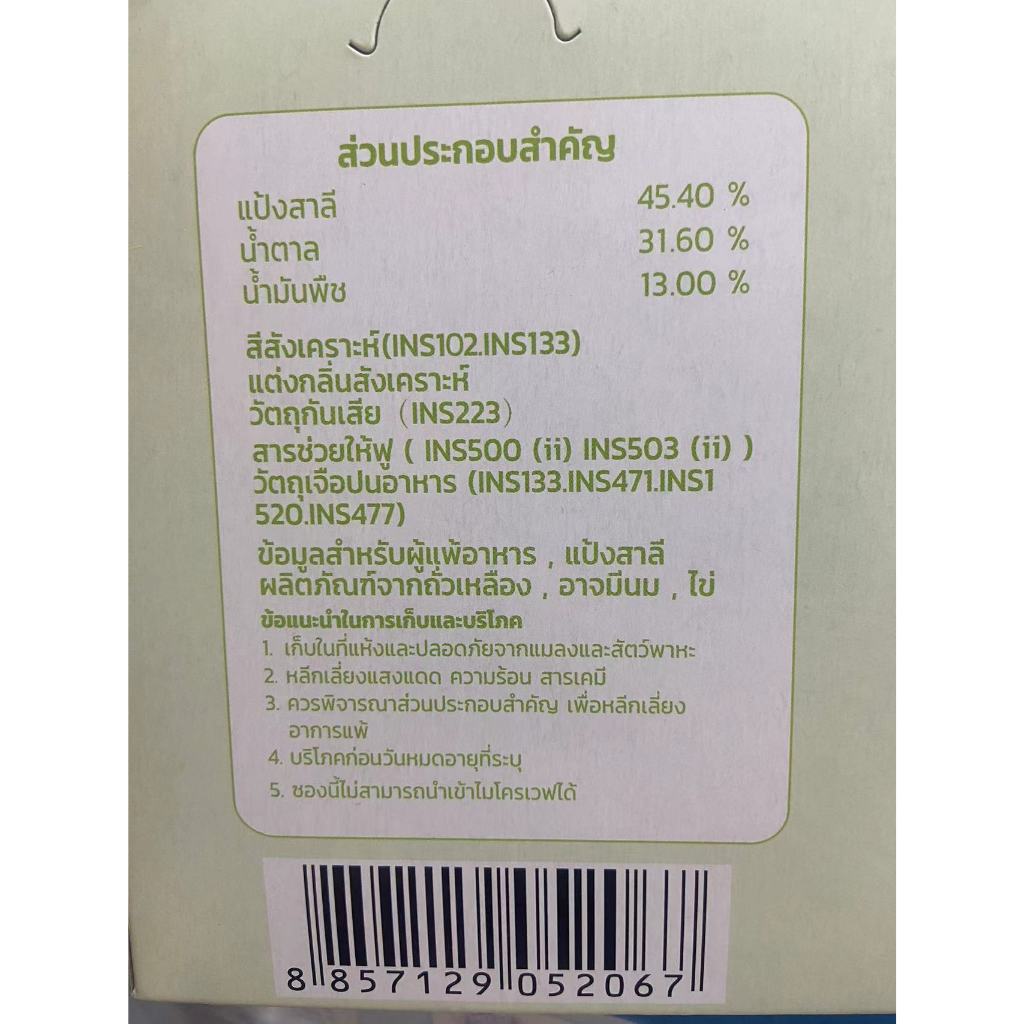 ส่วนประกอบสำคัญ
แป้งสาลี 45.40 %
น้ำตาล 31.60 %
น้ำมันพืช 13.00 %
สีสังเคราะห์(INS102.INS133)
แต่งกลิ่นสังเคราะห์
วัตถุกันเสีย（INS223）
สารช่วยให้ฟู ( INS500 (ii) INS503 (ii) )
วัตถุเจือปนอาหาร (INS133.INS471.INS1
520.INS477)
ข้อมูลสำหรับผู้แพ้อาหาร , แป้งสาลี
ผลิตภัณฑ์จากถั่วเหลือง , อาจมีนม , ไข่
ข้อแนะนำในการเก็บและบริโภค
1. เก็บในที่แห้งและปลอดภัยจากแมลงและสัตว์พาหะ
2. หลีกเลี่ยงแสงแดด ความร้อน สารเคมี
3. ควรพิจารณาส่วนประกอบสำคัญ เพื่อหลีกเลี่ยง
อาการแพ้
4. บริโภคก่อนวันหมดอายุที่ระบุ
5. ซองนี้ไม่สามารถนำเข้าไมโครเวฟได้
8 857129 052067